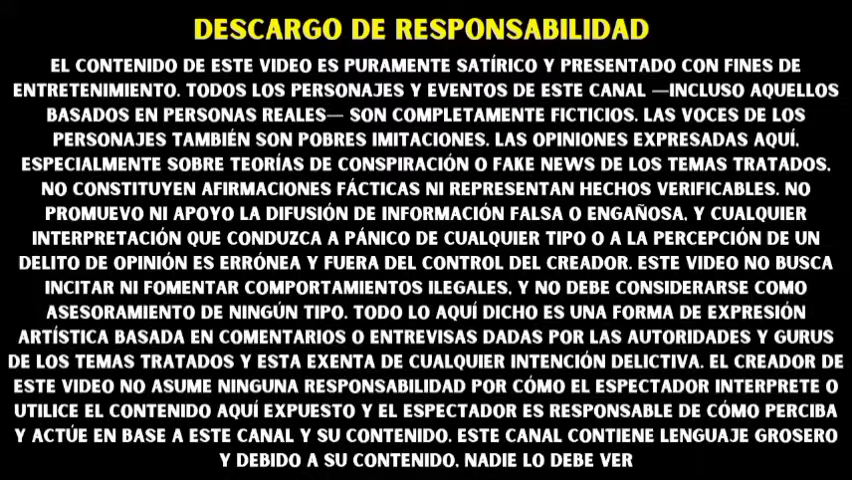 DESCARGO DE RESPONSABILIDAD
EL CONTENIDO DE ESTE VIDEO ES PURAMENTE SATÍRICO Y PRESENTADO CON FINES DE
ENTRETENIMIENTO. TODOS LOS PERSONAJES Y EVENTOS DE ESTE CANAL —INCLUSO AQUELLOS
BASADOS EN PERSONAS REALES— SON COMPLETAMENTE FICTICIOS. LAS VOCES DE LOS
PERSONAJES TAMBIÉN SON POBRES IMITACIONES. LAS OPINIONES EXPRESADAS AQUÍ,
ESPECIALMENTE SOBRE TEORÍAS DE CONSPIRACIÓN O FAKE NEWS DE LOS TEMAS TRATADOS,
NO CONSTITUYEN AFIRMACIONES FÁCTICAS NI REPRESENTAN HECHOS VERIFICABLES. NO
PROMUEVO NI APOYO LA DIFUSIÓN DE INFORMACIÓN FALSA O ENGAÑOSA, Y CUALQUIER
INTERPRETACIÓN QUE CONDUZCA A PÁNICO DE CUALQUIER TIPO O A LA PERCEPCIÓN DE UN
DELITO DE OPINIÓN ES ERRÓNEA Y FUERA DEL CONTROL DEL CREADOR. ESTE VIDEO NO BUSCA
INCITAR NI FOMENTAR COMPORTAMIENTOS ILEGALES, Y NO DEBE CONSIDERARSE COMO
ASESORAMIENTO DE NINGÚN TIPO. TODO LO AQUÍ DICHO ES UNA FORMA DE EXPRESIÓN
ARTÍSTICA BASADA EN COMENTARIOS O ENTREVISAS DADAS POR LAS AUTORIDADES Y GURUS
DE LOS TEMAS TRATADOS Y ESTA EXENTA DE CUALQUIER INTENCIÓN DELICTIVA. EL CREADOR DE
ESTE VIDEO NO ASUME NINGUNA RESPONSABILIDAD POR CÓMO EL ESPECTADOR INTERPRETE O
UTILICE EL CONTENIDO AQUÍ EXPUESTO Y EL ESPECTADOR ES RESPONSABLE DE CÓMO PERCIBA
Y ACTÚE EN BASE A ESTE CANAL Y SU CONTENIDO. ESTE CANAL CONTIENE LENGUAJE GROSERO
Y DEBIDO A SU CONTENIDO, NADIE LO DEBE VER